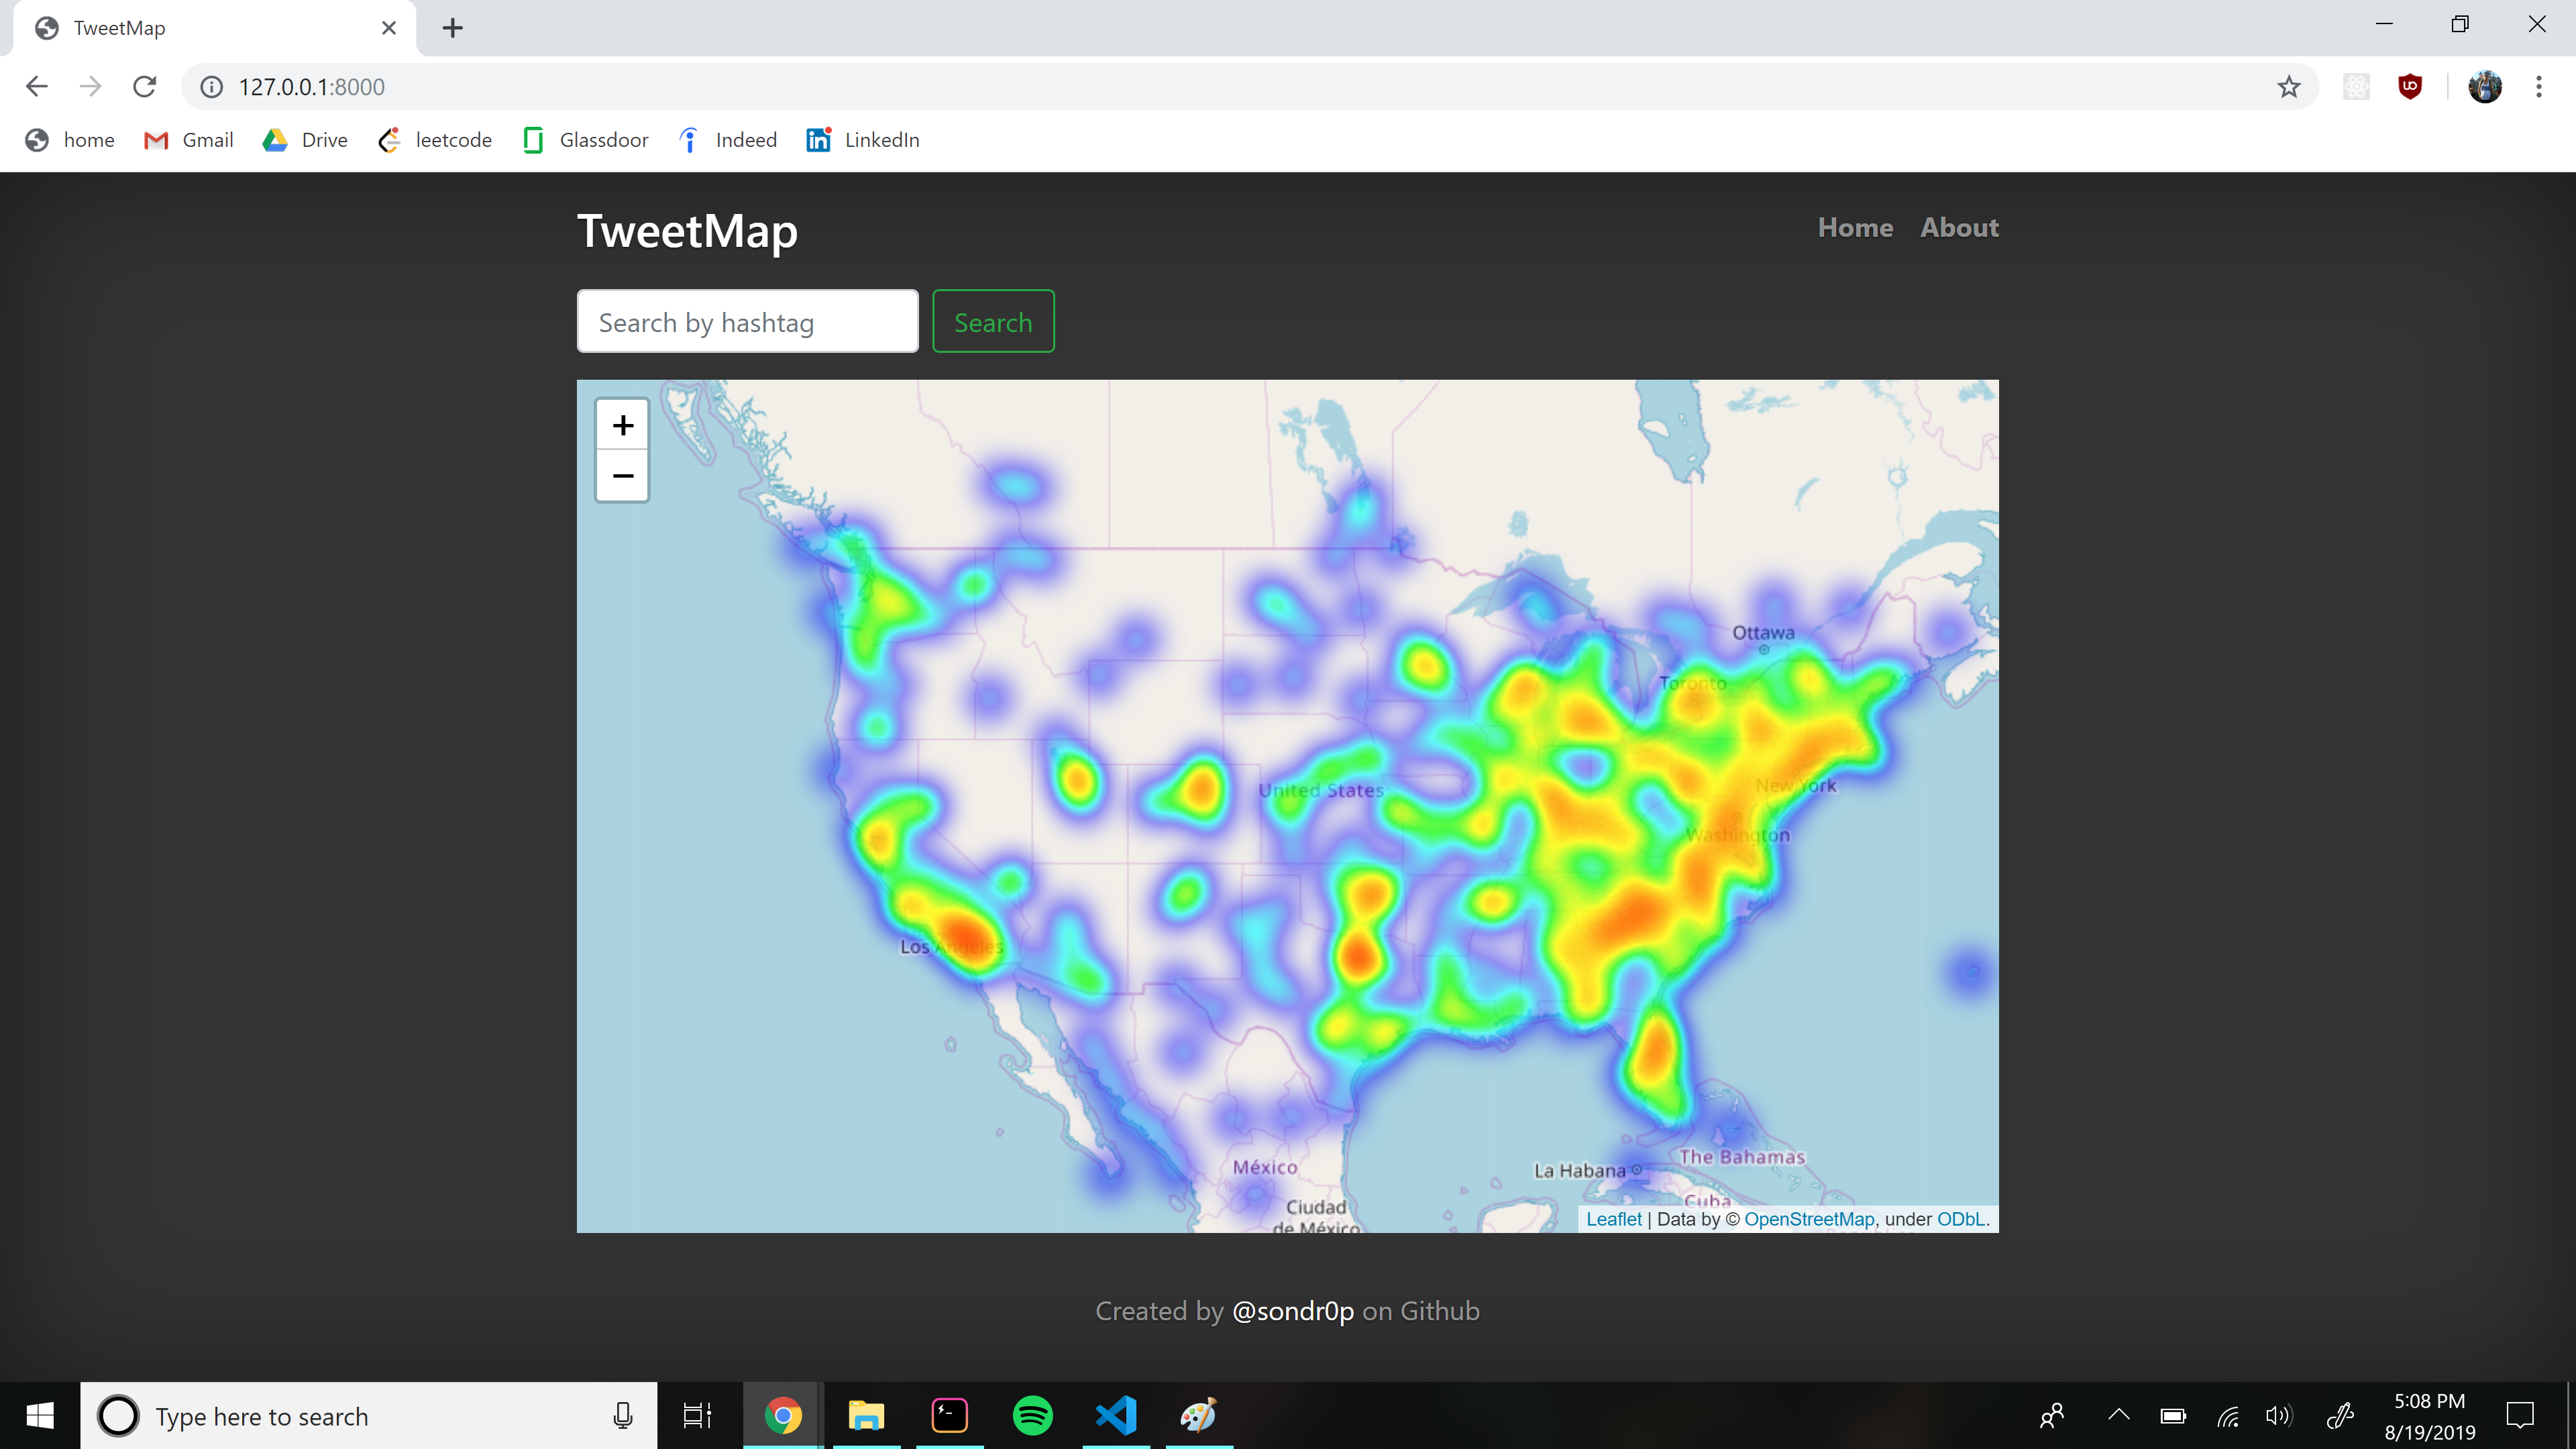 TweetMap
127.0.0.1:8000
home Gmail Drive leetcode Glassdoor Indeed LinkedIn
TweetMap
Home About
Search by hashtag Search
+
−
Ottawa
Toronto
United States
New York
Washington
Los Angeles
México
La Habana
The Bahamas
Cuba
Ciudad
de México
Leaflet | Data by © OpenStreetMap, under ODbL.
Created by @sondr0p on Github
Type here to search
5:08 PM
8/19/2019